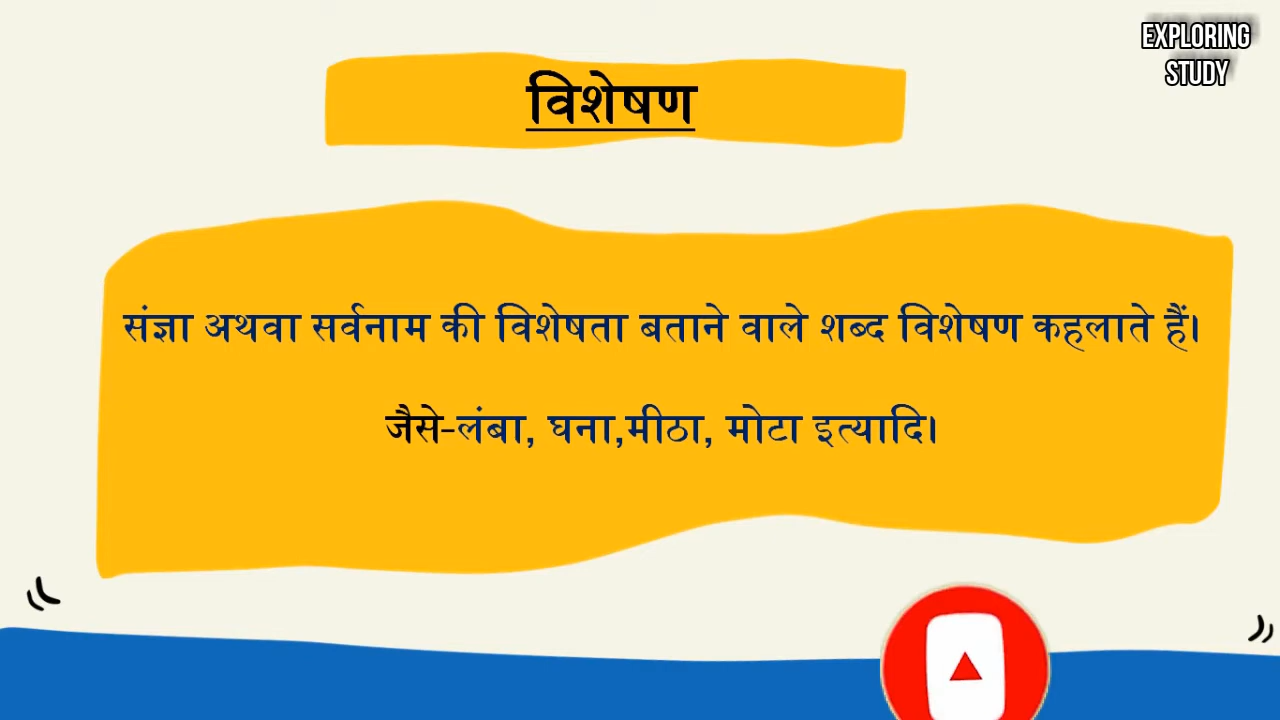 EXPLORING
STUDY
विशेषण
संज्ञा अथवा सर्वनाम की विशेषता बताने वाले शब्द विशेषण कहलाते हैं।
जैसे-लंबा, घना,मीठा, मोटा इत्यादि।